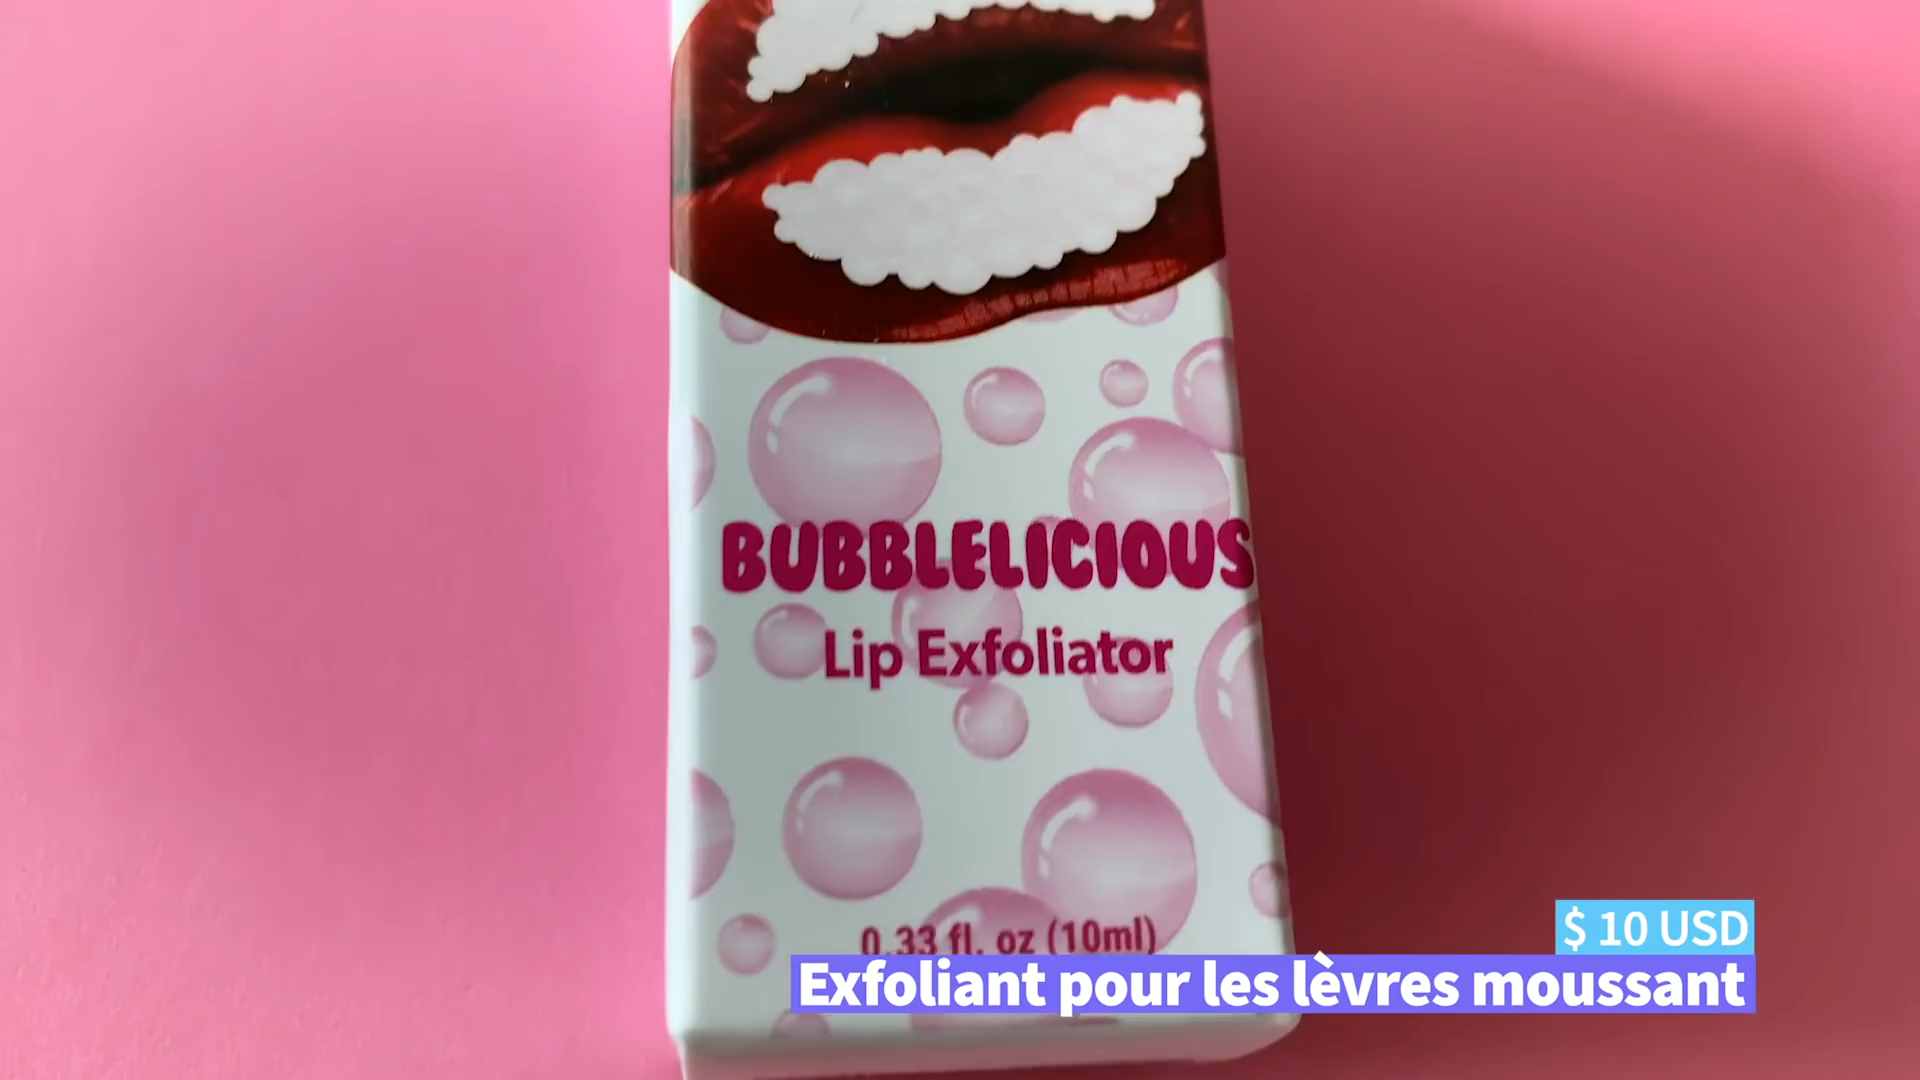 BUBBLELICIOUS
Lip Exfoliator
0.33 fl. oz (10ml)
$ 10 USD
Exfoliant pour les lèvres moussant